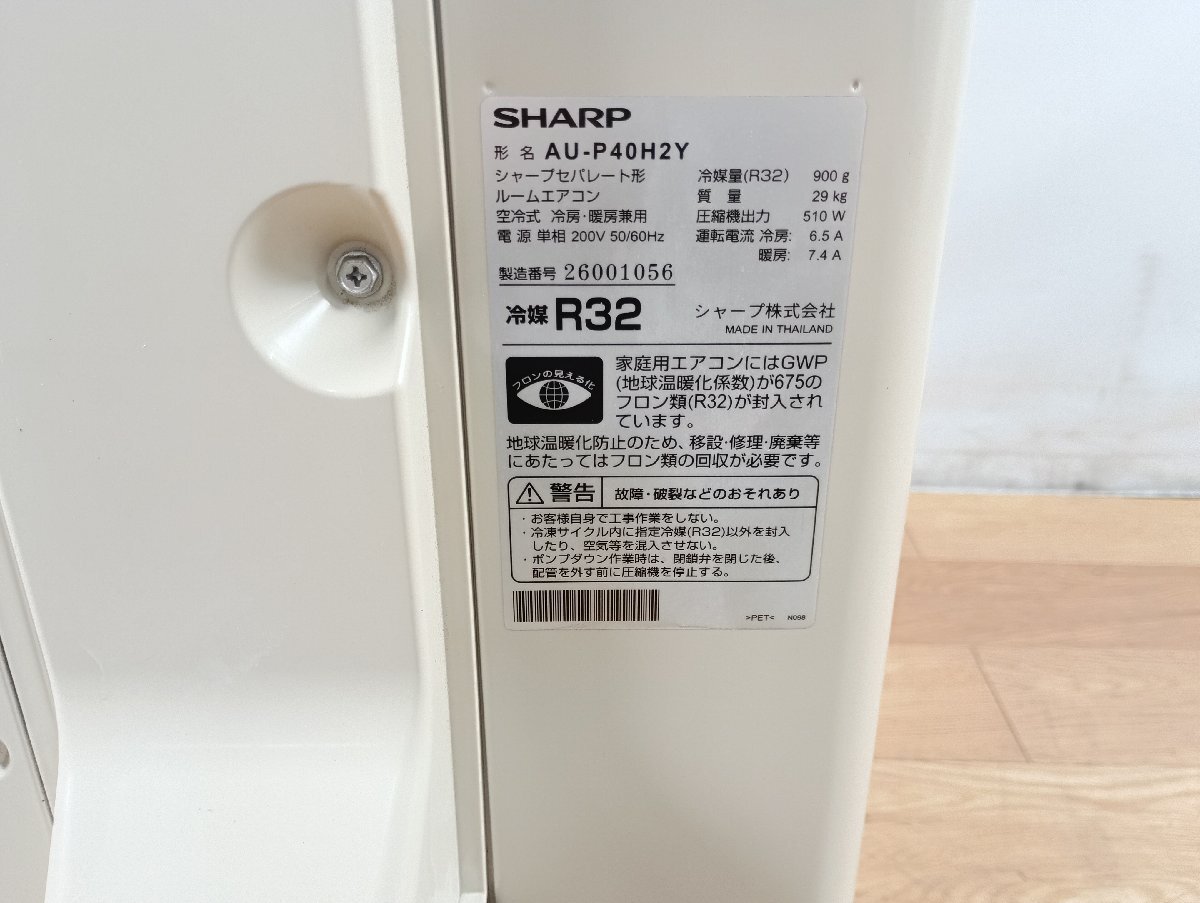 SHARP
形 名 AU-P40H2Y
シャープセパレート形
ルームエアコン
空冷式 冷房・暖房兼用
電 源 単相 200V 50/60Hz
冷媒量(R32) 900 g
質 量 29 kg
圧縮機出力 510 W
運転電流 冷房: 6.5 A
暖房: 7.4 A
製造番号 26001056
冷媒 R32
シャープ株式会社
MADE IN THAILAND
フロンの見える化
家庭用エアコンにはGWP
(地球温暖化係数)が675の
フロン類(R32)が封入され
ています。
地球温暖化防止のため、移設・修理・廃棄等
にあたってはフロン類の回収が必要です。
警告 故障・破裂などのおそれあり
・お客様自身で工事作業をしない。
・冷凍サイクル内に指定冷媒(R32)以外を封入
したり、空気等を混入させない。
・ポンプダウン作業時は、閉鎖弁を閉じた後、
配管を外す前に圧縮機を停止する。
>PET< N098